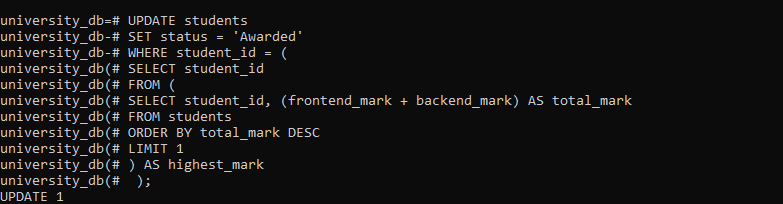 university_db=# UPDATE students
university_db-# SET status = 'Awarded'
university_db-# WHERE student_id = (
university_db(# SELECT student_id
university_db(# FROM (
university_db(# SELECT student_id, (frontend_mark + backend_mark) AS total_mark
university_db(# FROM students
university_db(# ORDER BY total_mark DESC
university_db(# LIMIT 1
university_db(# ) AS highest_mark
university_db(#  );
UPDATE 1